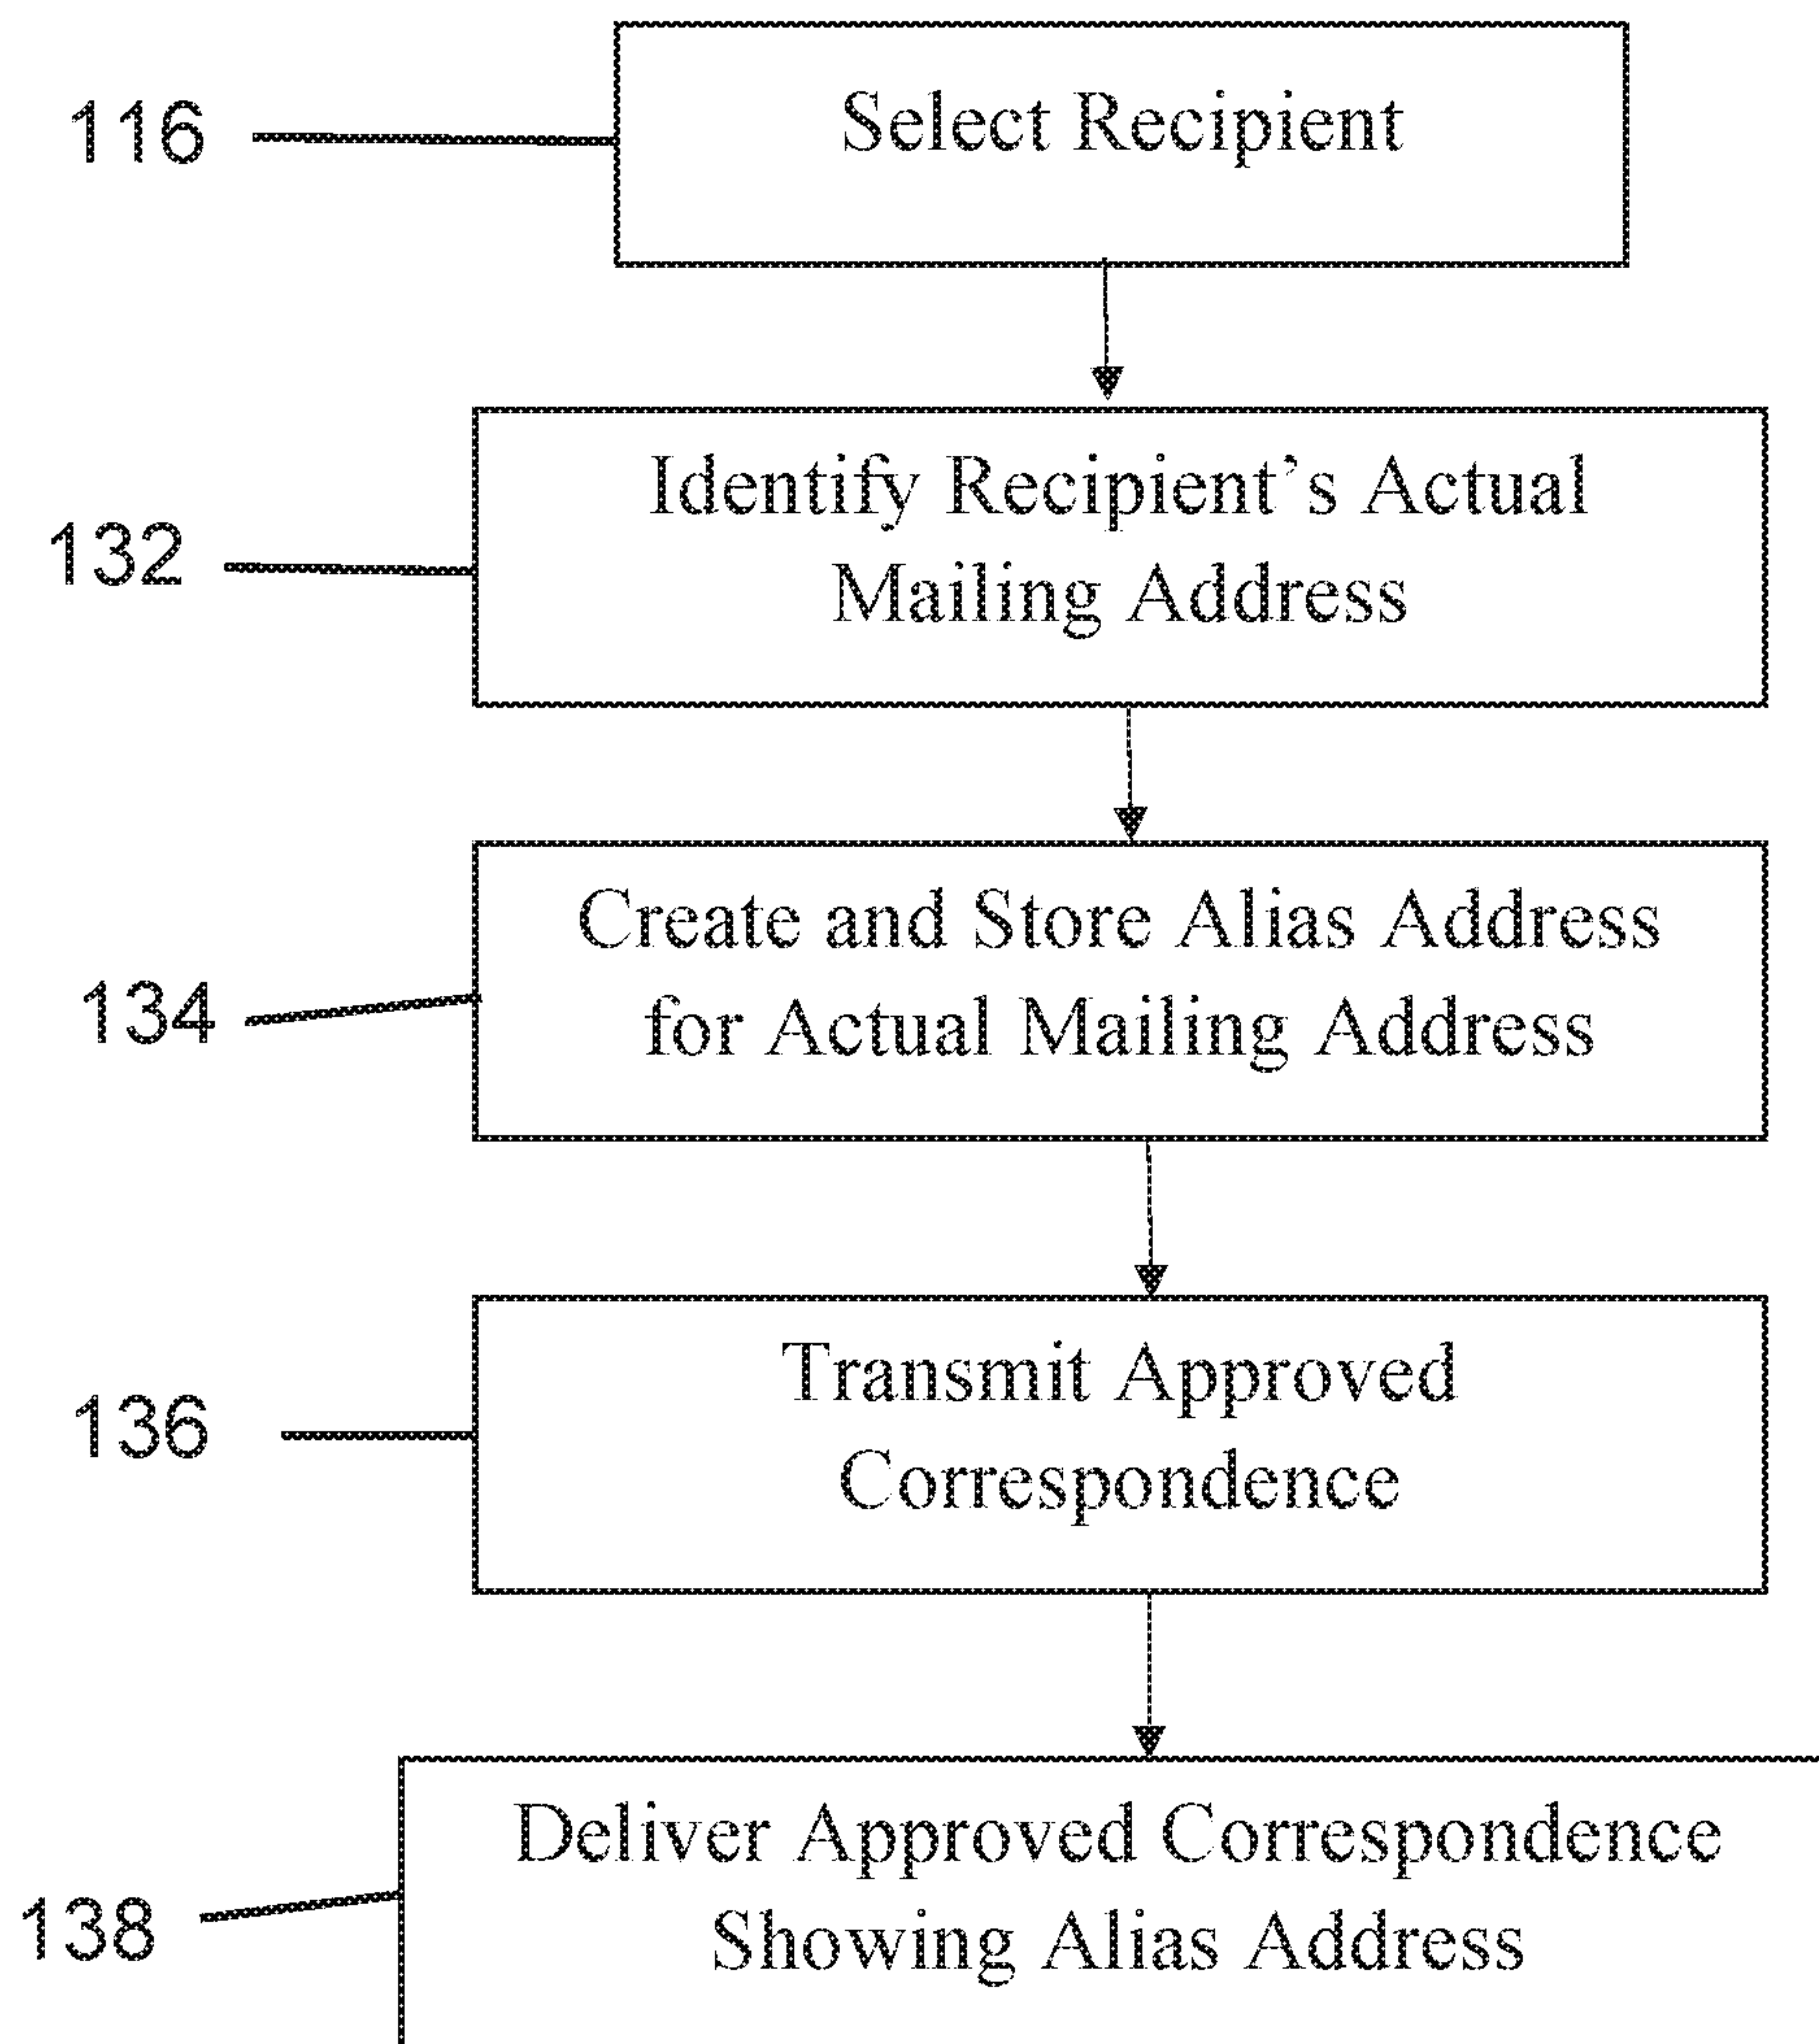 116
Select Recipient
132
Identify Recipient’s Actual
Mailing Address
134
Create and Store Alias Address
for Actual Mailing Address
136
Transmit Approved
Correspondence
138
Deliver Approved Correspondence
Showing Alias Address